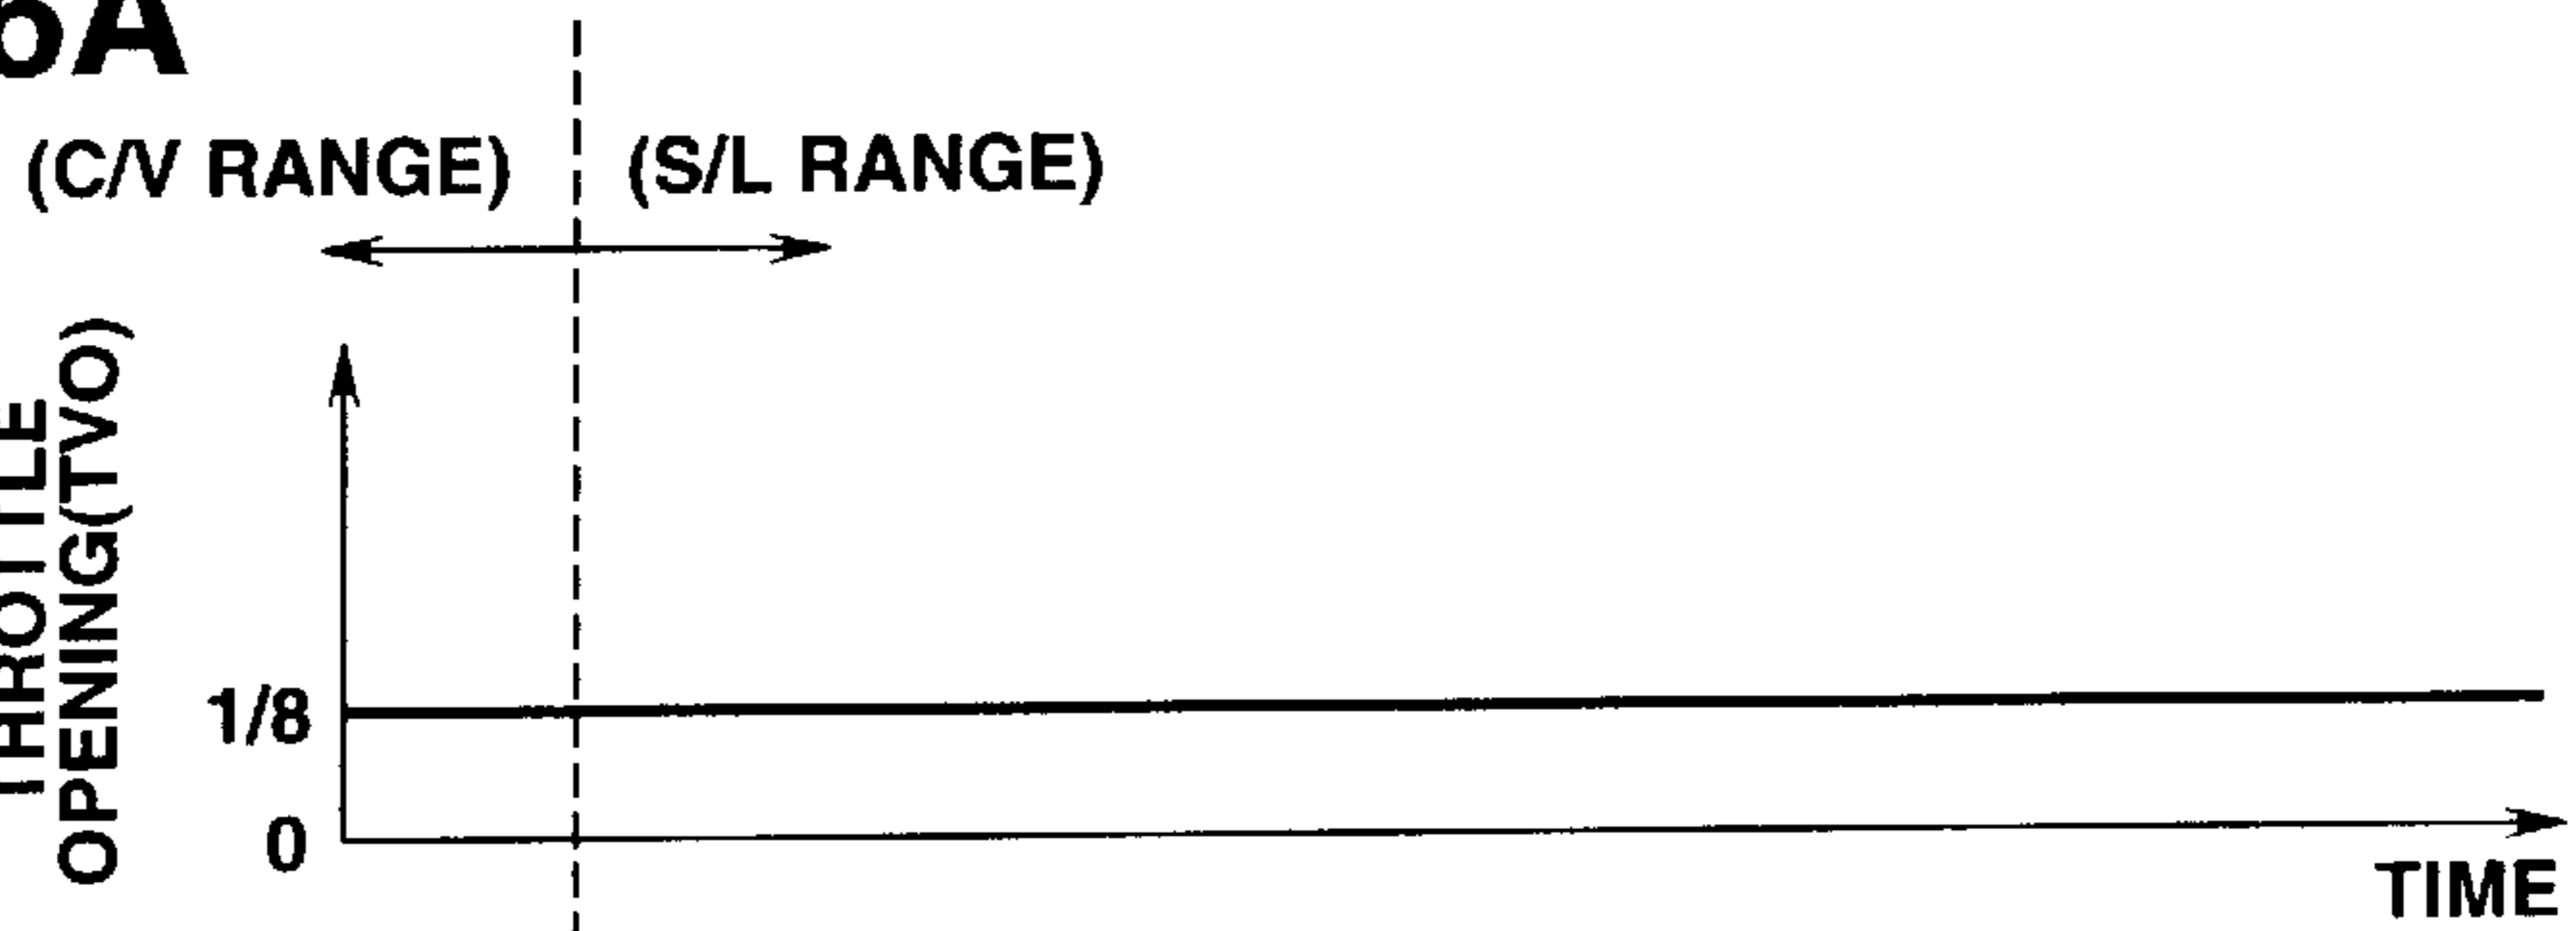 6A
(C/V RANGE)
(S/L RANGE)
THROTTLE
OPENING(TVO)
1/8
0
TIME